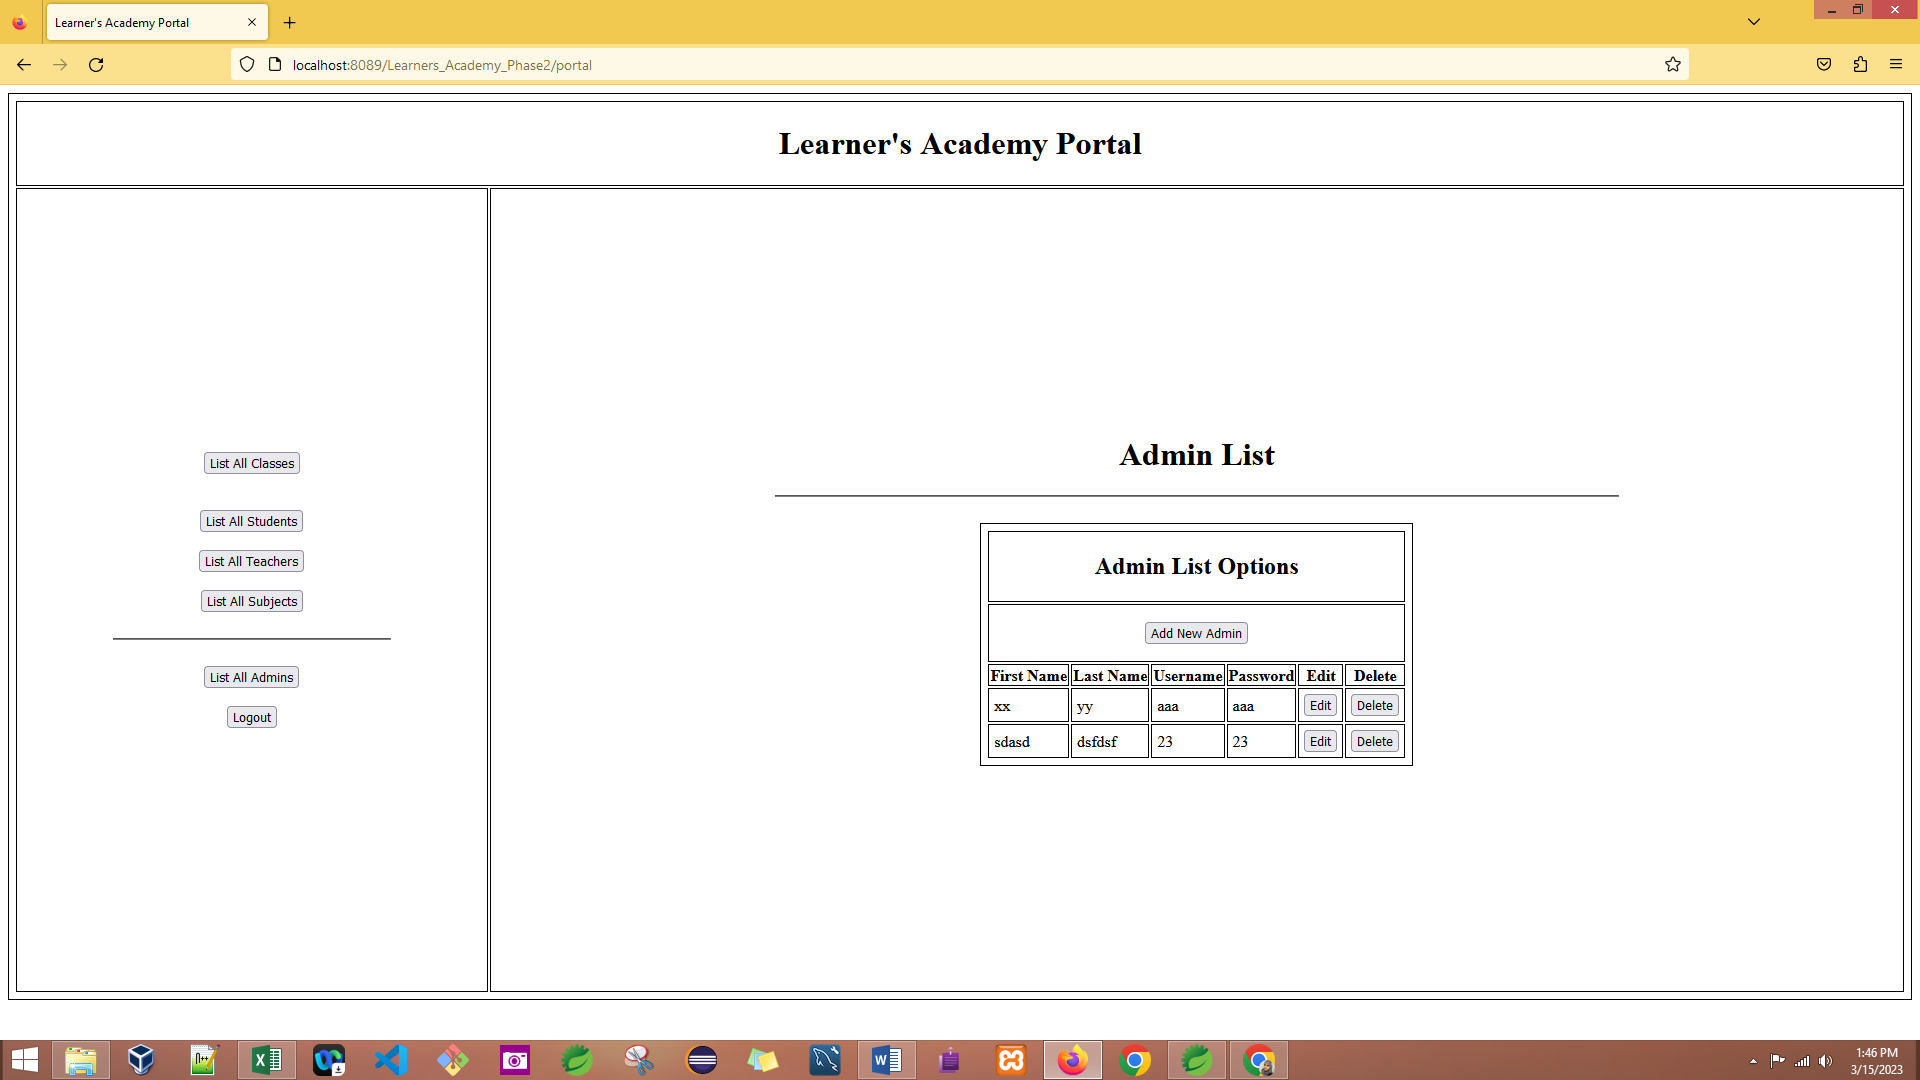 Learner's Academy Portal
localhost:8089/Learners_Academy_Phase2/portal
Learner's Academy Portal
List All Classes
List All Students
List All Teachers
List All Subjects
List All Admins
Logout
Admin List
Admin List Options
Add New Admin
First Name Last Name Username Password Edit Delete
xx yy aaa aaa Edit Delete
sdasd dsfdsf 23 23 Edit Delete
1:46 PM
3/15/2023